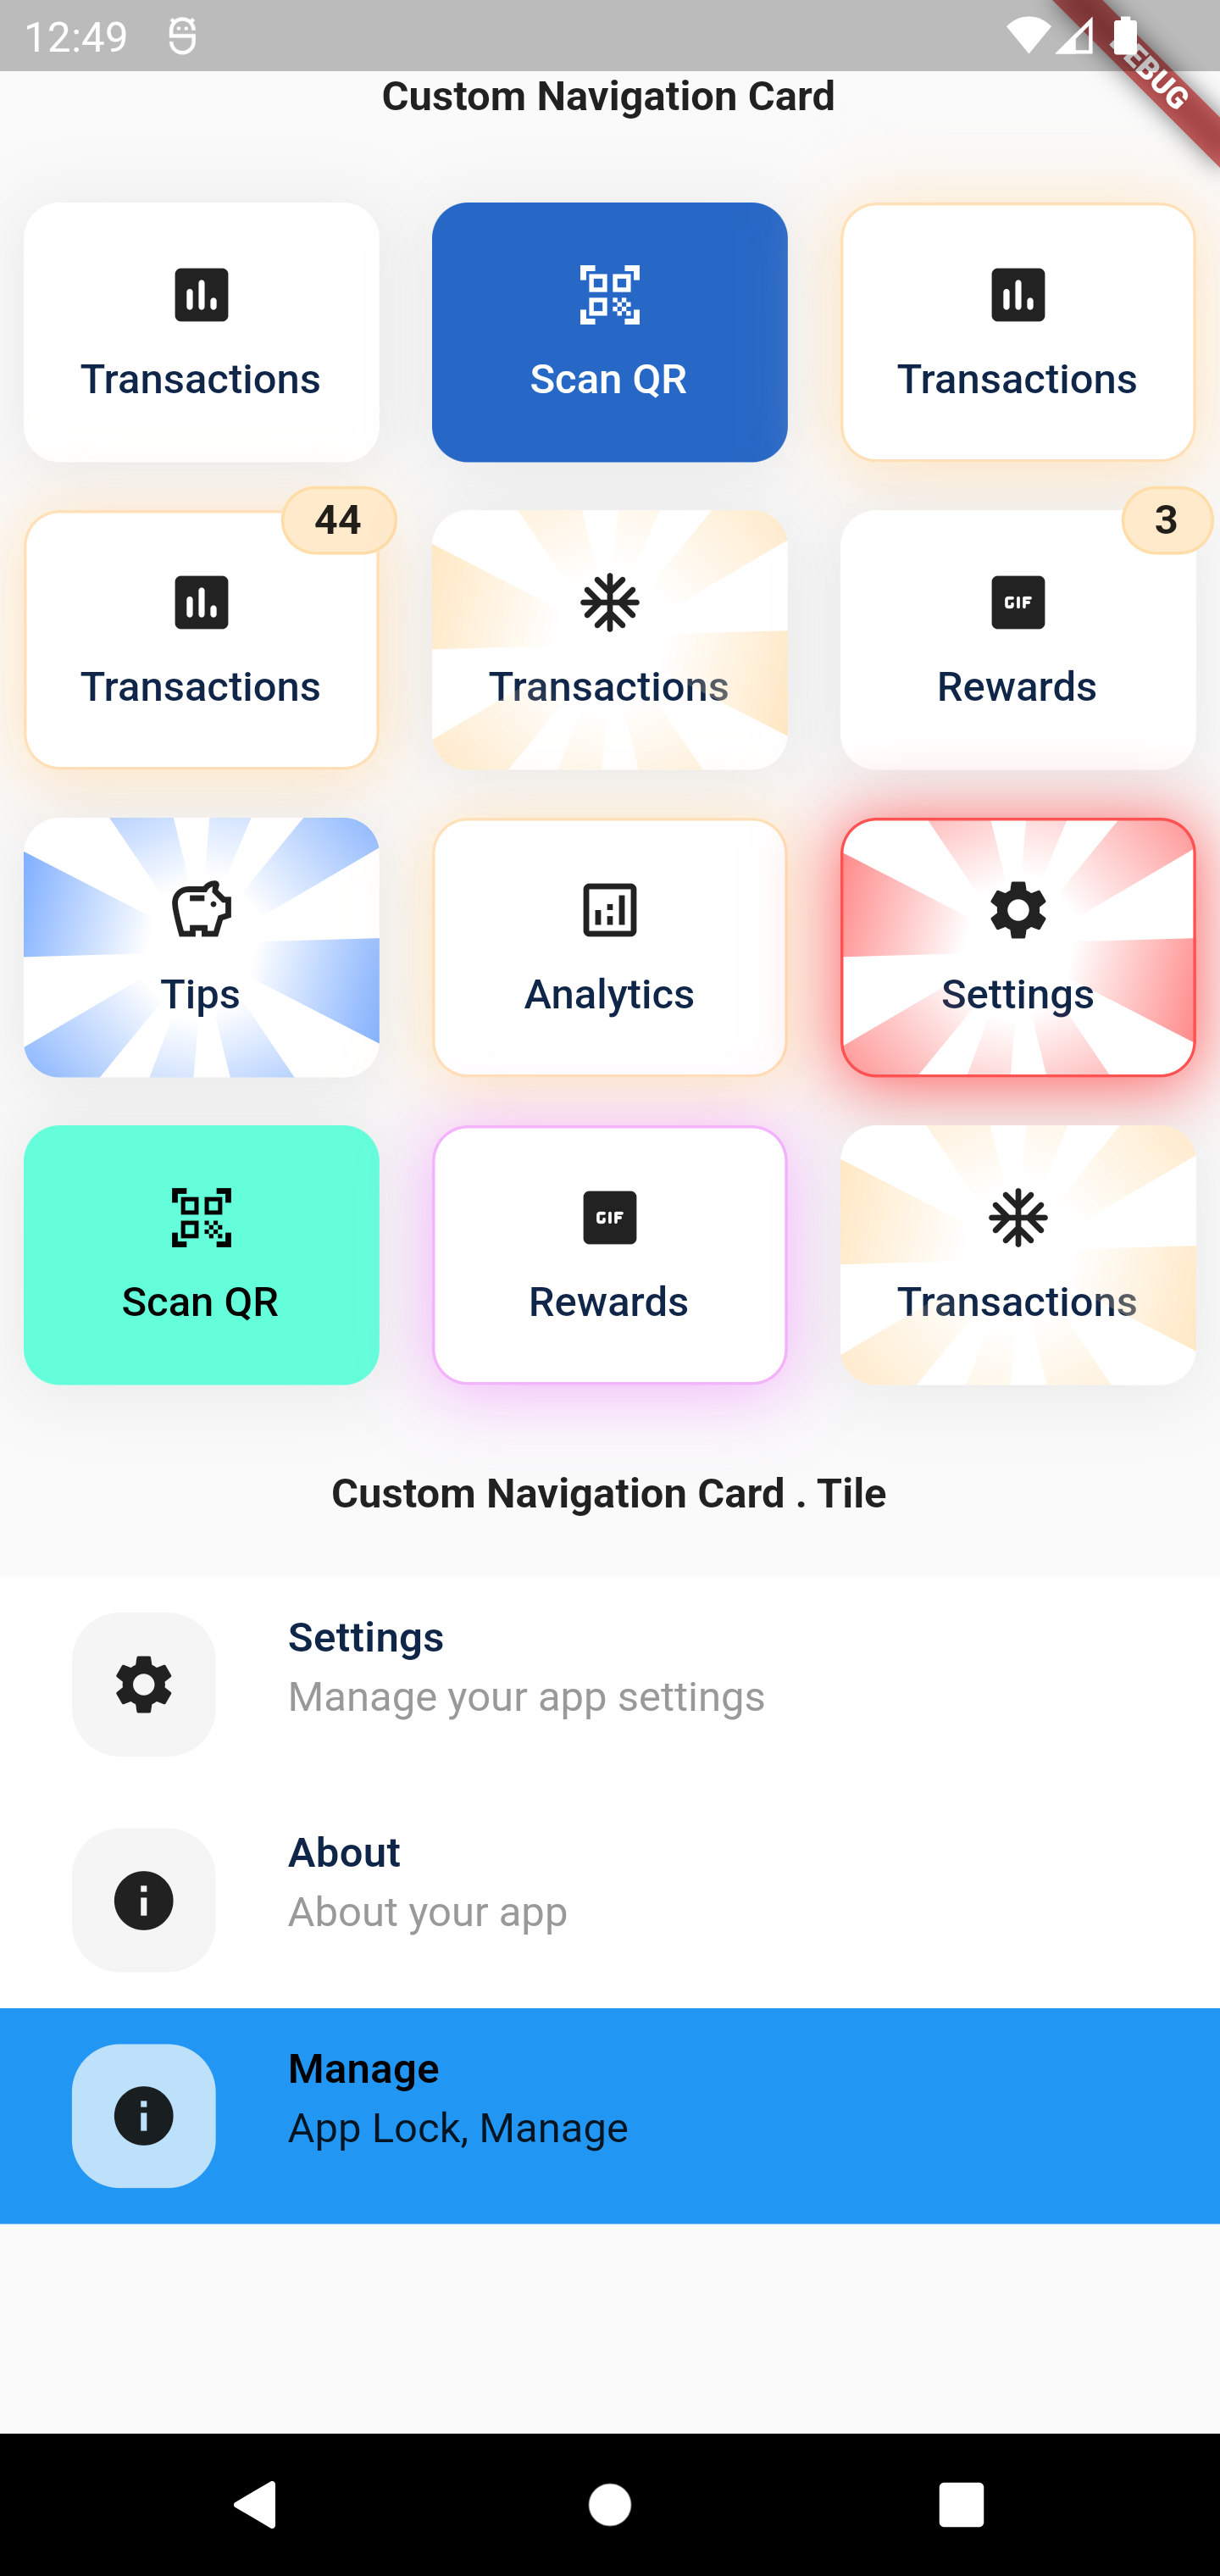 12:49
DEBUG
Custom Navigation Card
Transactions
Scan QR
Transactions
44
3
GIF
Transactions
Transactions
Rewards
Tips
Analytics
Settings
GIF
Scan QR
Rewards
Transactions
Custom Navigation Card . Tile
Settings
Manage your app settings
About
About your app
Manage
App Lock, Manage